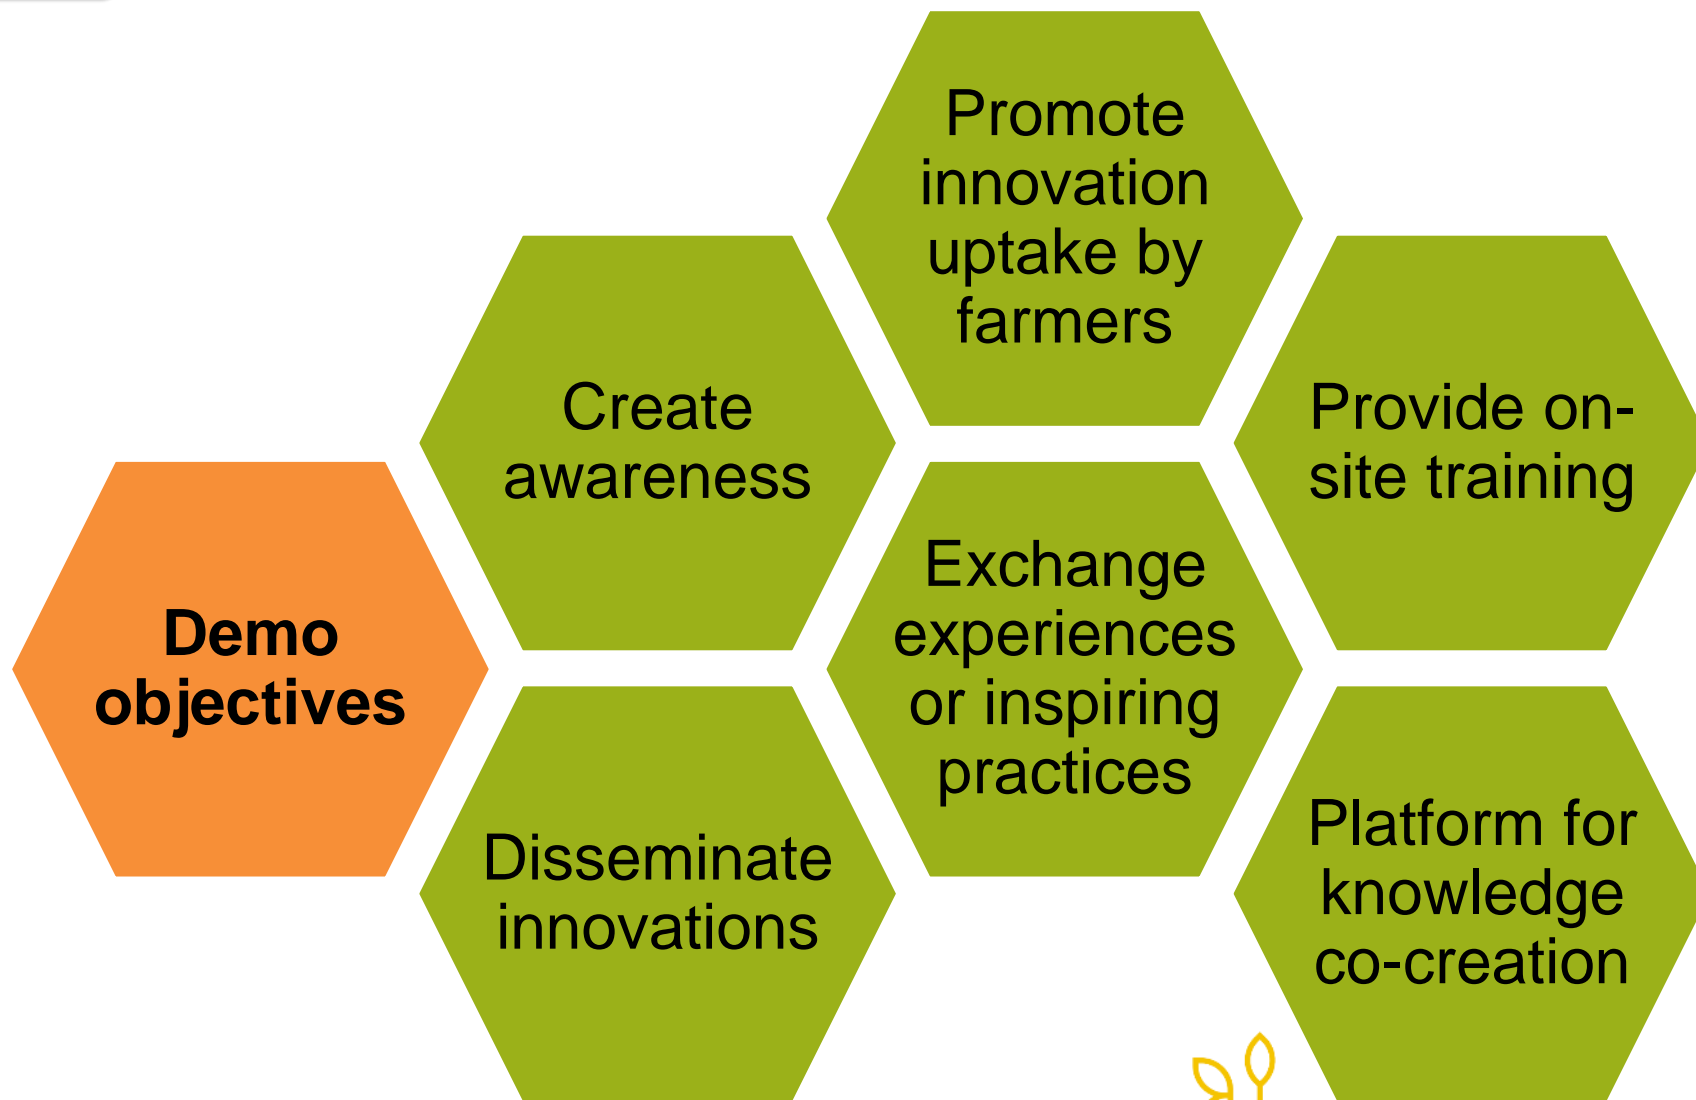 Demo
objectives
Create
awareness
Disseminate
innovations
Promote
innovation
uptake by
farmers
Exchange
experiences
or inspiring
practices
Provide on-
site training
Platform for
knowledge
co-creation